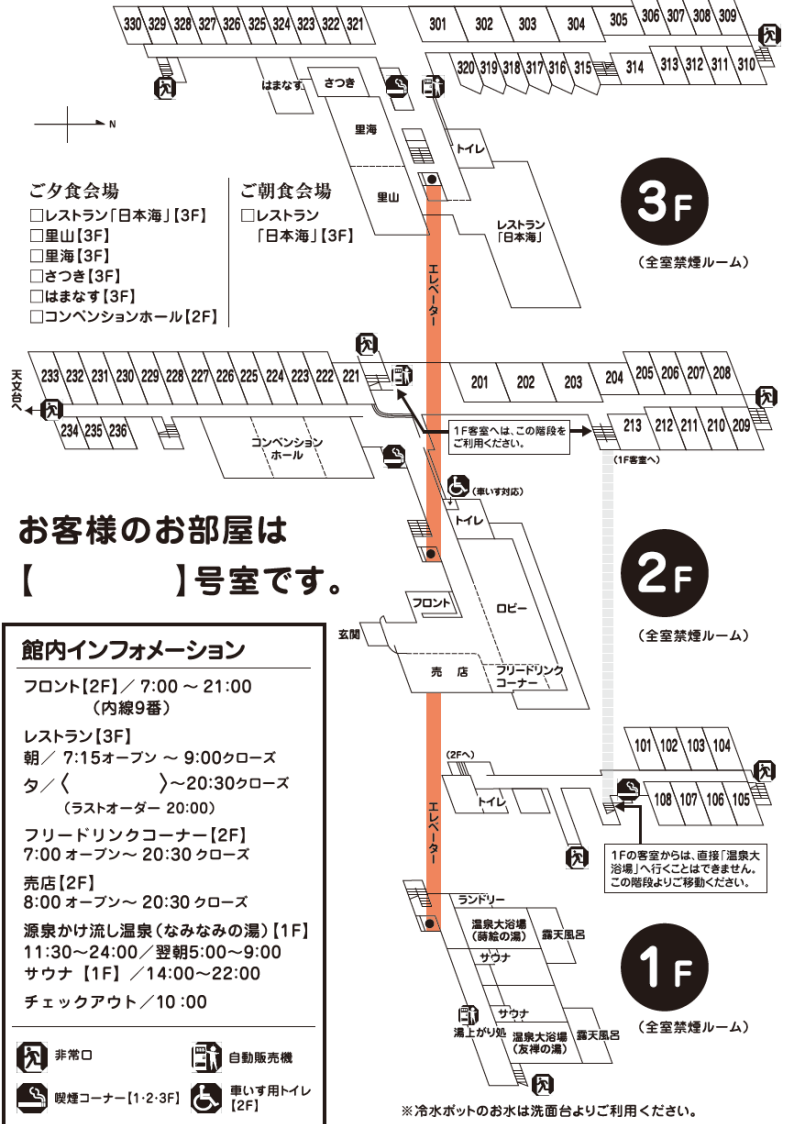 330 329 328 327 326 325 324 323 322 321
301 302 303 304 305 306 307 308 309
320 319 318 317 316 315 314 313 312 311 310
はまなす さつき
里海
里山
トイレ
レストラン
「日本海」
N
3F
(全室禁煙ルーム)
ご夕食会場
□レストラン「日本海」【3F】
□里山【3F】
□里海【3F】
□さつき【3F】
□はまなす【3F】
□コンベンションホール【2F】
ご朝食会場
□レストラン
「日本海」【3F】
エレベーター
天文台へ
233 232 231 230 229 228 227 226 225 224 223 222 221
234 235 236
コンベンション
ホール
201 202 203 204 205 206 207 208
213 212 211 210 209
1F客室へは、この階段を
ご利用ください。
(1F客室へ)
(車いす対応)
トイレ
フロント
ロビー
玄関
売店
フリードリンク
コーナー
2F
(全室禁煙ルーム)
お客様のお部屋は
【 】号室です。
館内インフォメーション
フロント【2F】/ 7:00 ～ 21:00
(内線9番)
レストラン【3F】
朝/ 7:15オープン ～ 9:00クローズ
夕/〈 〉～20:30クローズ
(ラストオーダー 20:00)
フリードリンクコーナー【2F】
7:00 オープン～ 20:30 クローズ
売店【2F】
8:00 オープン～ 20:30 クローズ
源泉かけ流し温泉(なみなみの湯)【1F】
11:30～24:00/翌朝5:00～9:00
サウナ【1F】/14:00～22:00
チェックアウト/10:00
非常口
自動販売機
喫煙コーナー【1・2・3F】
車いす用トイレ
【2F】
(2Fへ)
トイレ
エレベーター
101 102 103 104
108 107 106 105
1Fの客室からは、直接「温泉大
浴場」へ行くことはできません。
この階段よりご移動ください。
ランドリー
温泉大浴場
(蒔絵の湯)
露天風呂
サウナ
サウナ
湯上がり処
温泉大浴場
(友禅の湯)
露天風呂
1F
(全室禁煙ルーム)
※冷水ポットのお水は洗面台よりご利用ください。